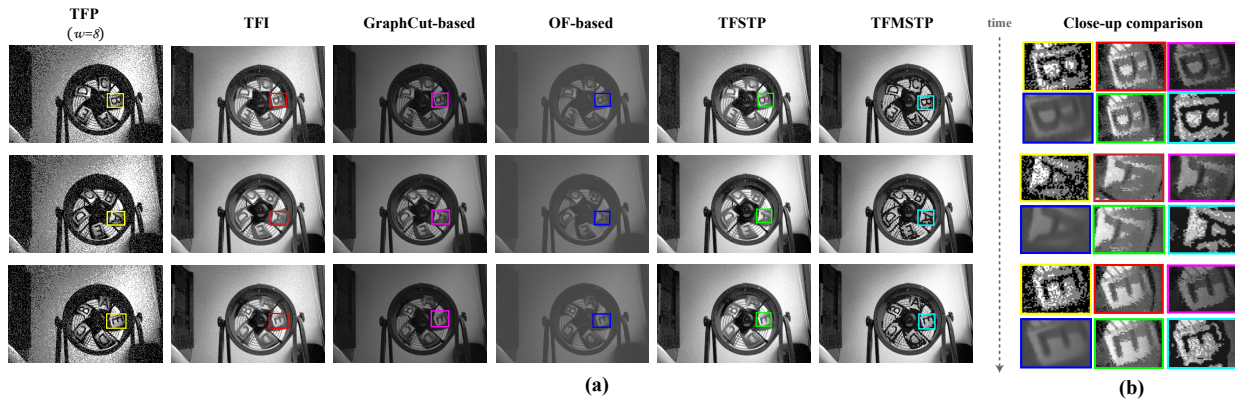 TFP TFI GraphCut-based OF-based TFSTP TFMSTP time Close-up comparison
(w=8)
B B B
B B B
A A A
A A A
E E E
E E E
(a) (b)